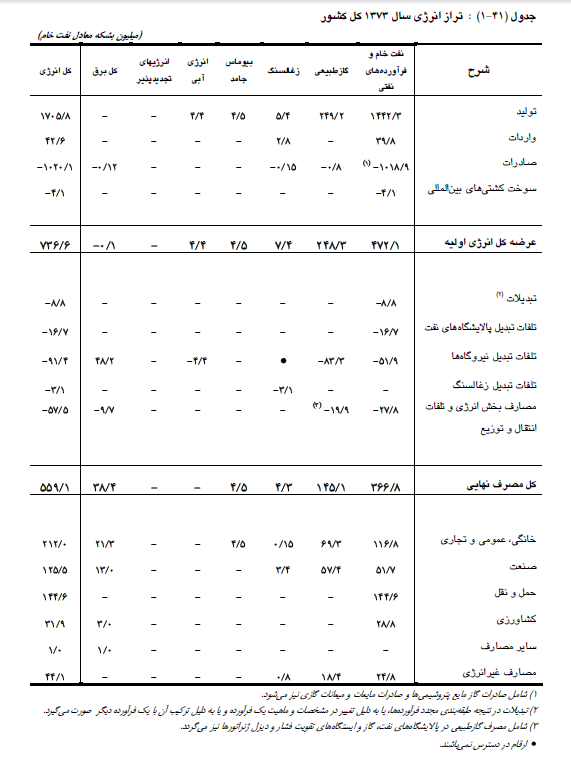 جدول (۴۱-۱) : تراز انرژی سال ۱۳۷۳ کل کشور
(میلیون بشکه معادل نفت خام)
شرح نفت خام و فرآورده‌های نفتی گازطبیعی زغالسنگ بیوماس جامد انرژی آبی انرژیهای تجدیدپذیر کل برق کل انرژی
تولید ۱۴۴۲/۳ ۲۴۹/۲ ۵/۴ ۴/۵ ۴/۴ – – ۱۷۰۵/۸
واردات ۳۹/۸ – ۲/۸ – – – – ۴۲/۶
صادرات ۱۰۱۸/۹– (۱) ۰/۸– ۰/۱۵– – – – ۰/۱۲– ۱۰۲۰/۱–
سوخت کشتی‌های بین‌المللی ۴/۱– – – – – – – ۴/۱–
عرضه کل انرژی اولیه ۴۷۲/۱ ۲۴۸/۳ ۷/۴ ۴/۵ ۴/۴ – ۰/۱– ۷۳۶/۶
تبدیلات (۲) ۸/۸– – – – – – – ۸/۸–
تلفات تبدیل پالایشگاه‌های نفت ۱۶/۷– – – – – – – ۱۶/۷–
تلفات تبدیل نیروگاه‌ها ۵۱/۹– ۸۳/۳– ● – ۴/۴– – ۴۸/۲ ۹۱/۴–
تلفات تبدیل زغالسنگ – – ۳/۱– – – – – ۳/۱–
مصارف بخش انرژی و تلفات انتقال و توزیع ۲۷/۸– ۱۹/۹– (۳) – – – – ۹/۷– ۵۷/۵–
کل مصرف نهایی ۳۶۶/۸ ۱۴۵/۱ ۴/۳ ۴/۵ – – ۳۸/۴ ۵۵۹/۱
خانگی، عمومی و تجاری ۱۱۶/۸ ۶۹/۳ ۰/۱۵ ۴/۵ – – ۲۱/۳ ۲۱۲/۰
صنعت ۵۱/۷ ۵۷/۴ ۳/۴ – – – ۱۳/۰ ۱۲۵/۵
حمل و نقل ۱۴۴/۶ – – – – – – ۱۴۴/۶
کشاورزی ۲۸/۸ – – – – – ۳/۰ ۳۱/۹
سایر مصارف – – – – – – ۱/۰ ۱/۰
مصارف غیرانرژی ۲۴/۸ ۱۸/۴ ۰/۸ – – – – ۴۴/۱
۱) شامل صادرات گاز مایع پتروشیمی‌ها و صادرات مایعات و میعانات گازی نیز می‌شود.
۲) تبدیلات در نتیجه طبقه‌بندی مجدد فرآورده‌ها، یا به دلیل تغییر در مشخصات و ماهیت یک فرآورده و یا به دلیل ترکیب آن با یک فرآورده دیگر صورت می‌گیرد.
۳) شامل مصرف گازطبیعی در پالایشگاه‌های نفت، گاز و ایستگاه‌های تقویت فشار و دیزل ژنراتورها نیز می‌گردد.
● ارقام در دسترس نمی‌باشند.